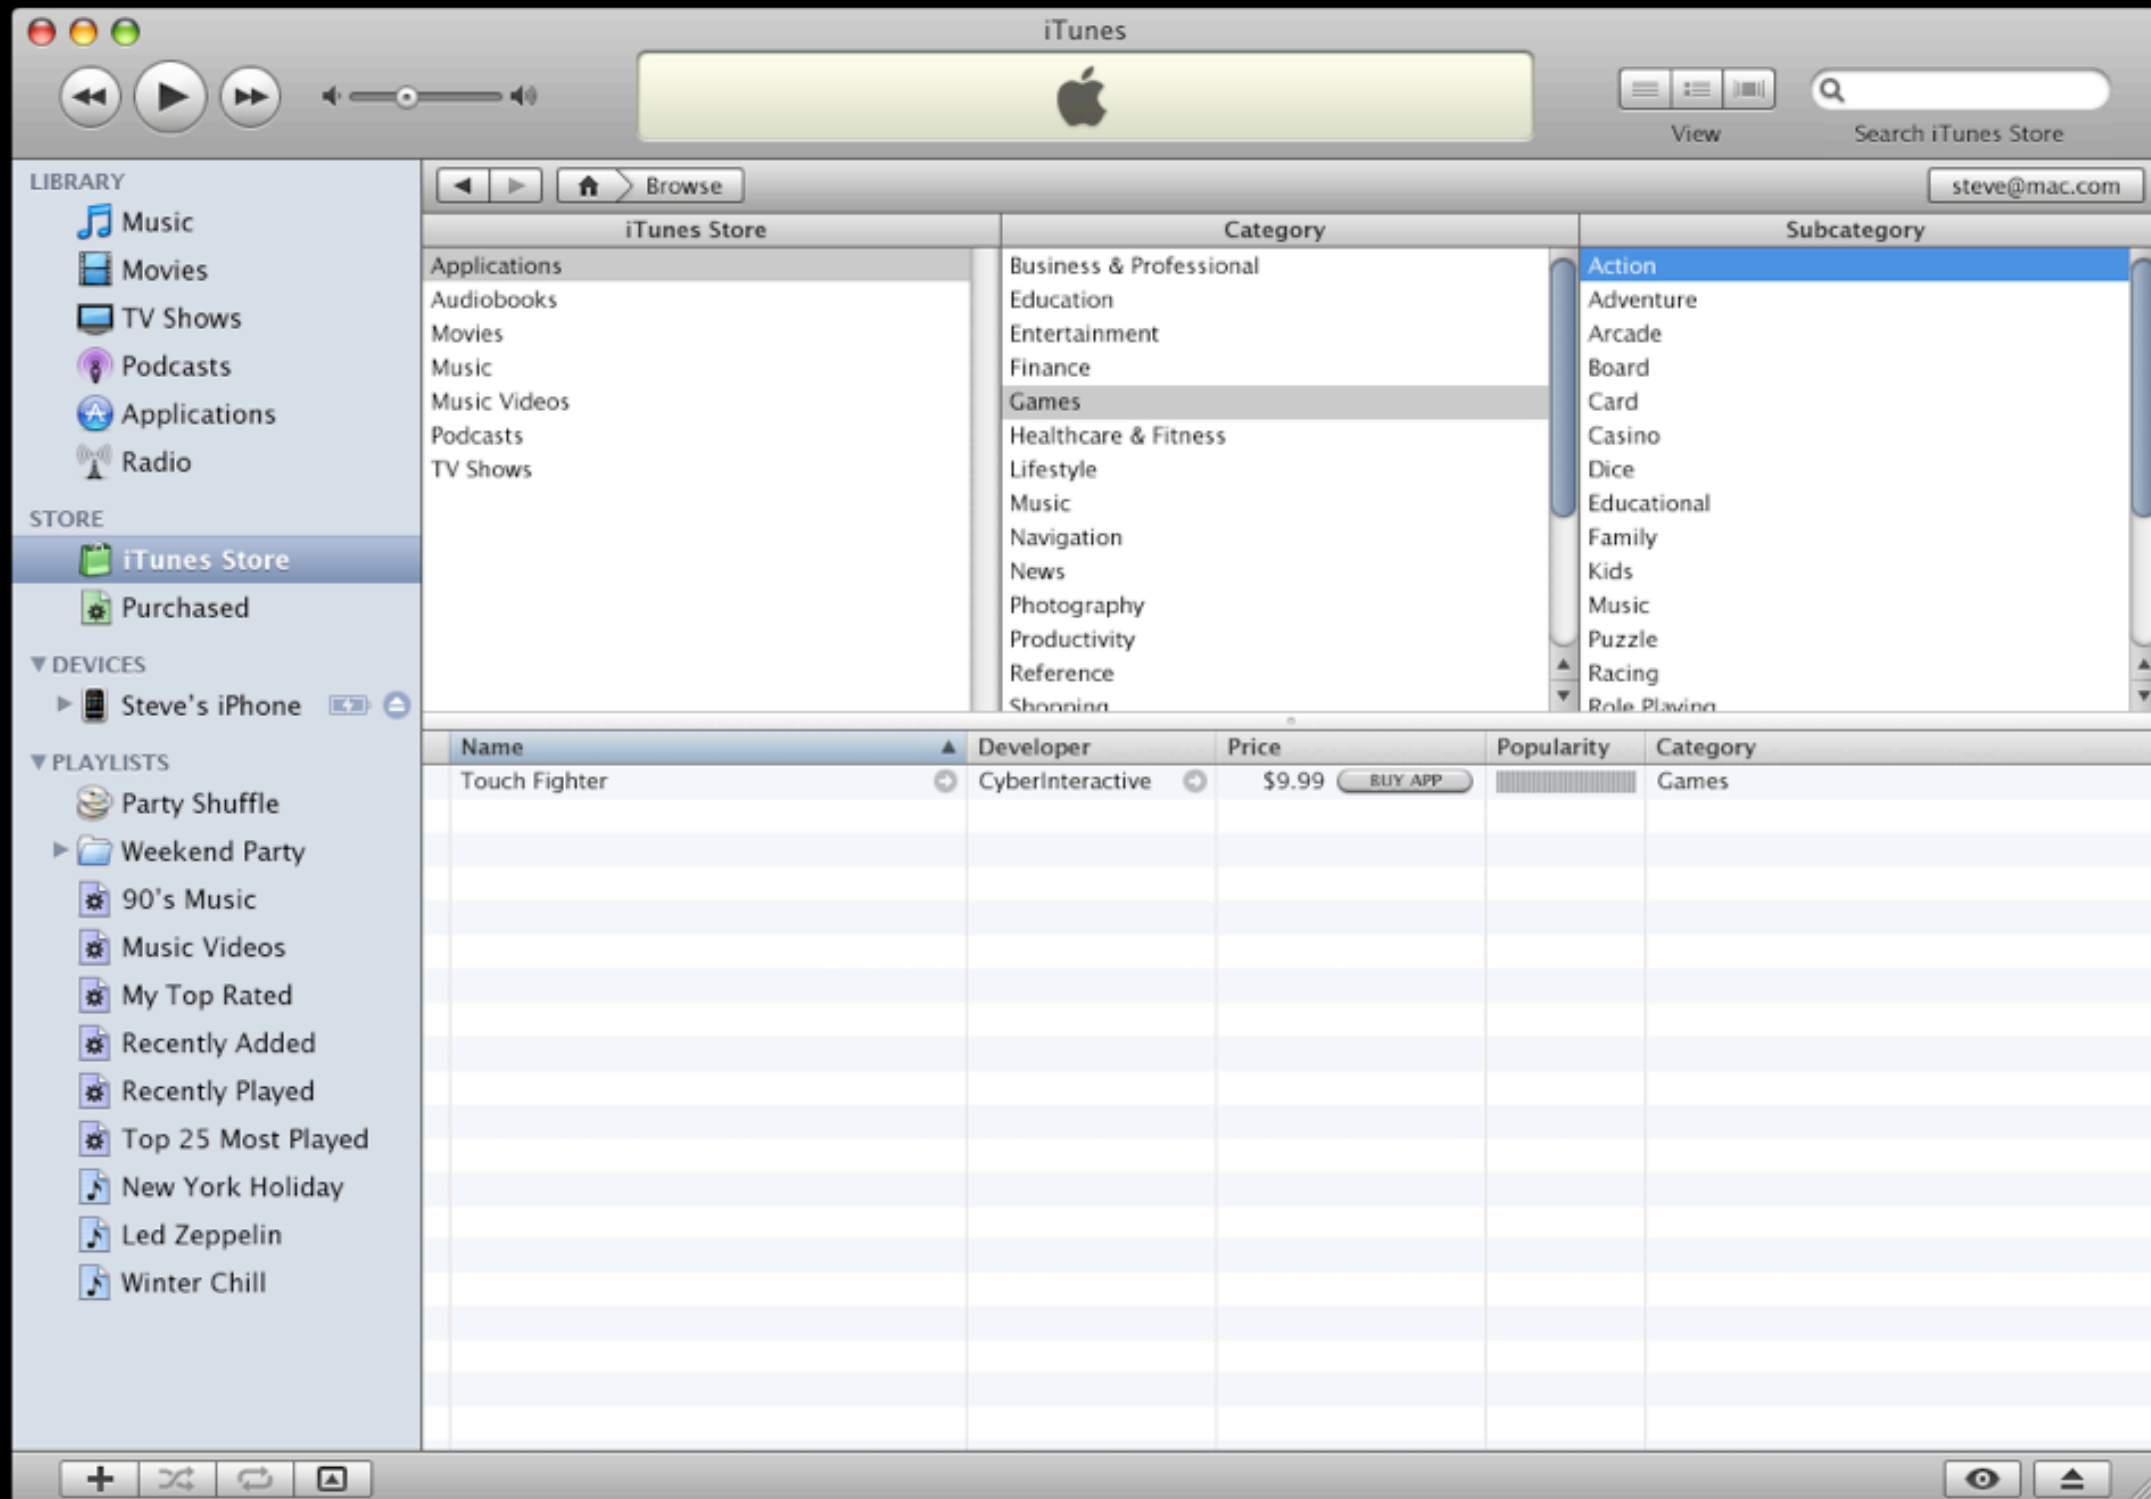 iTunes
View
Search iTunes Store
LIBRARY
Music
Movies
TV Shows
Podcasts
Applications
Radio
STORE
iTunes Store
Purchased
DEVICES
Steve's iPhone
PLAYLISTS
Party Shuffle
Weekend Party
90's Music
Music Videos
My Top Rated
Recently Added
Recently Played
Top 25 Most Played
New York Holiday
Led Zeppelin
Winter Chill
Browse
steve@mac.com
iTunes Store
Applications
Audiobooks
Movies
Music
Music Videos
Podcasts
TV Shows
Category
Business & Professional
Education
Entertainment
Finance
Games
Healthcare & Fitness
Lifestyle
Music
Navigation
News
Photography
Productivity
Reference
Shopping
Subcategory
Action
Adventure
Arcade
Board
Card
Casino
Dice
Educational
Family
Kids
Music
Puzzle
Racing
Role Playing
Name Developer Price Popularity Category
Touch Fighter CyberInteractive $9.99 BUY APP Games